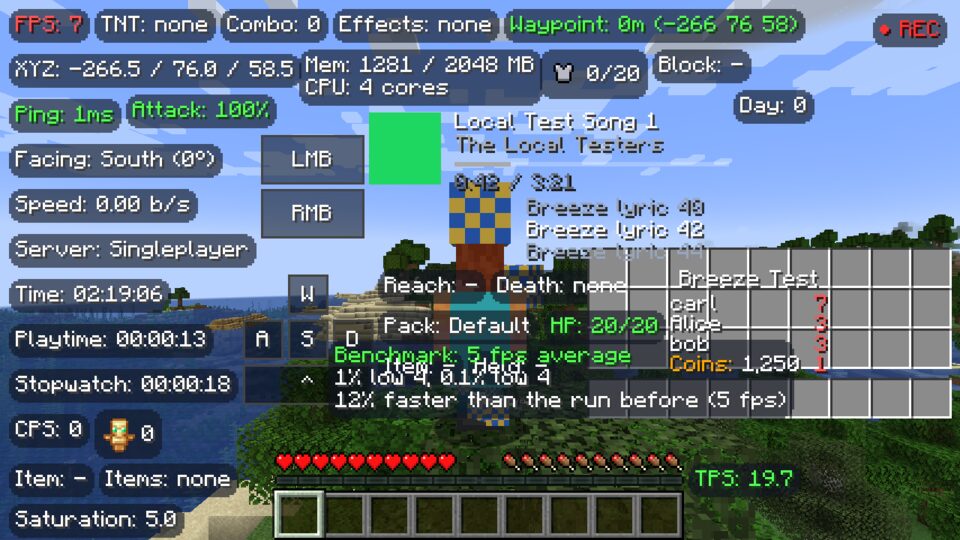 FPS: 7
TNT: none
Combo: 0
Effects: none
Waypoint: 0m (-266 76 58)
REC
XYZ: -266.5 / 76.0 / 58.5
Mem: 1281 / 2048 MB
CPU: 4 cores
0/20
Block: -
Day: 0
Ping: 1ms
Attack: 100%
Local Test Song 1
The Local Testers
0:42 / 3:21
Facing: South (0°)
LMB
Speed: 0.00 b/s
RMB
Breeze lyric 40
Breeze lyric 42
Breeze lyric 44
Server: Singleplayer
Reach: -
Death: none
Breeze Test
Time: 02:19:06
W
carl 7
Alice 3
bob 3
Coins: 1,250 1
Pack: Default
HP: 20/20
Playtime: 00:00:13
A
S
D
Benchmark: 5 fps average
Item: -
Held: -
1% low 4, 0.1% low 4
12% faster than the run before (5 fps)
Stopwatch: 00:00:18
^
CPS: 0
0
Item: -
Items: none
TPS: 19.7
Saturation: 5.0